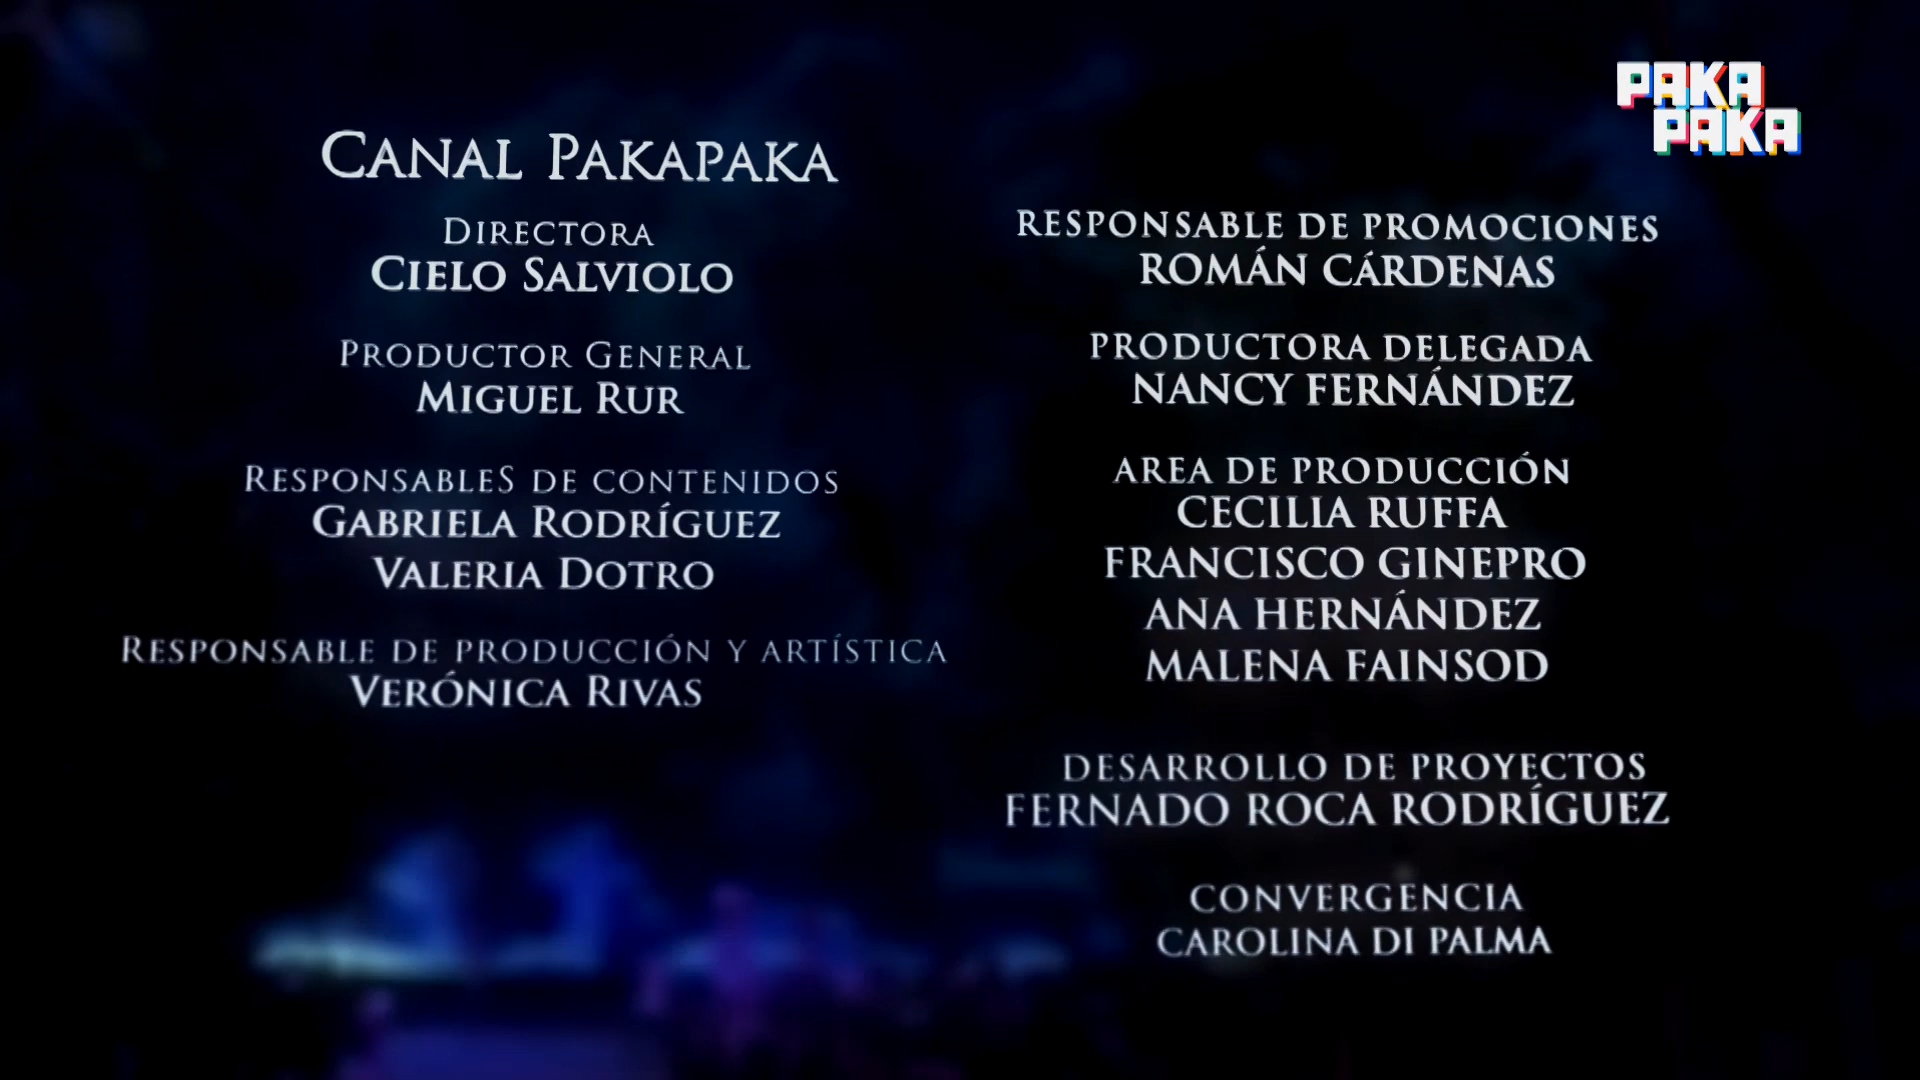 CANAL PAKAPAKA
DIRECTORA
CIELO SALVIOLO
PRODUCTOR GENERAL
MIGUEL RUR
RESPONSABLES DE CONTENIDOS
GABRIELA RODRÍGUEZ
VALERIA DOTRO
RESPONSABLE DE PRODUCCIÓN Y ARTÍSTICA
VERÓNICA RIVAS
PAKA
PAKA
RESPONSABLE DE PROMOCIONES
ROMÁN CÁRDENAS
PRODUCTORA DELEGADA
NANCY FERNÁNDEZ
AREA DE PRODUCCIÓN
CECILIA RUFFA
FRANCISCO GINEPRO
ANA HERNÁNDEZ
MALENA FAINSOD
DESARROLLO DE PROYECTOS
FERNADO ROCA RODRÍGUEZ
CONVERGENCIA
CAROLINA DI PALMA